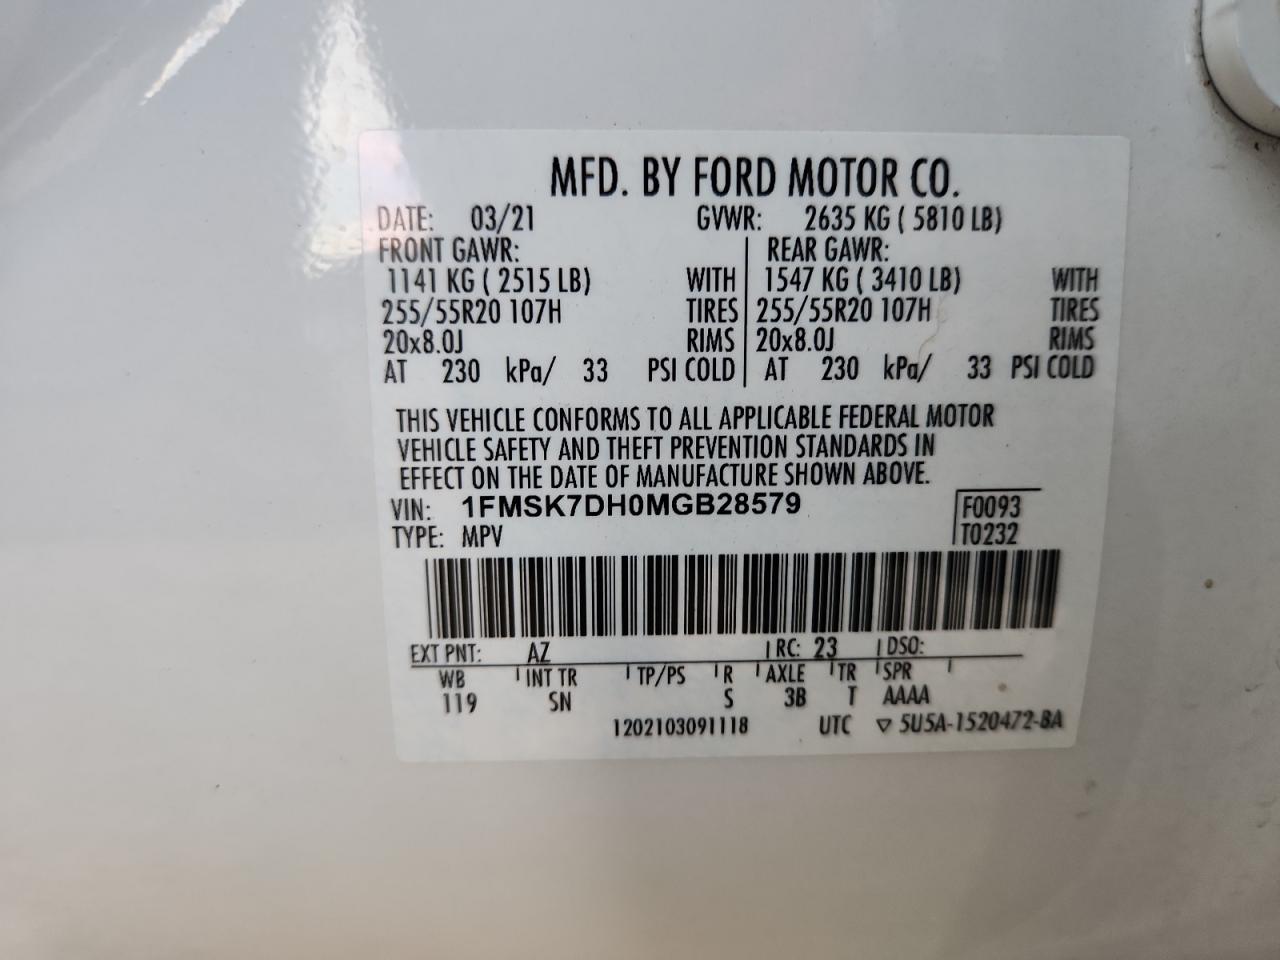 MFD. BY FORD MOTOR CO.
DATE: 03/21 GVWR: 2635 KG ( 5810 LB)
FRONT GAWR: REAR GAWR:
1141 KG ( 2515 LB) WITH 1547 KG ( 3410 LB) WITH
255/55R20 107H TIRES 255/55R20 107H TIRES
20x8.0J RIMS 20x8.0J RIMS
AT 230 kPa/ 33 PSI COLD AT 230 kPa/ 33 PSI COLD
THIS VEHICLE CONFORMS TO ALL APPLICABLE FEDERAL MOTOR
VEHICLE SAFETY AND THEFT PREVENTION STANDARDS IN
EFFECT ON THE DATE OF MANUFACTURE SHOWN ABOVE.
VIN: 1FMSK7DH0MGB28579 F0093
TYPE: MPV T0232
EXT PNT: AZ RC: 23 DSO:
WB INT TR TP/PS R AXLE TR SPR
119 SN S 3B T AAAA
1202103091118 UTC ▽ 5U5A-1520472-BA